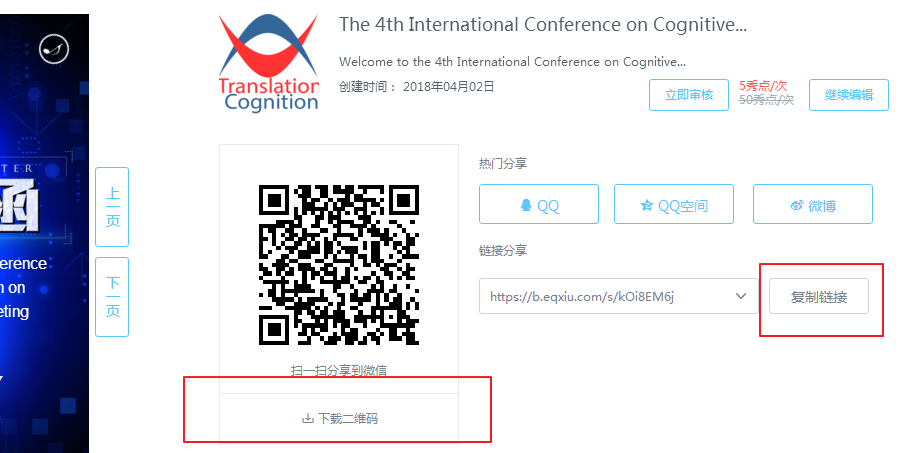 The 4th International Conference on Cognitive...
Welcome to the 4th International Conference on Cognitive...
创建时间： 2018年04月02日
Translation
Cognition
立即审核
5秀点/次
50秀点/次
继续编辑
函
erence
n on
eting
上一页
下一页
热门分享
QQ
QQ空间
微博
链接分享
https://b.eqxiu.com/s/kOi8EM6j
复制链接
扫一扫分享到微信
下载二维码